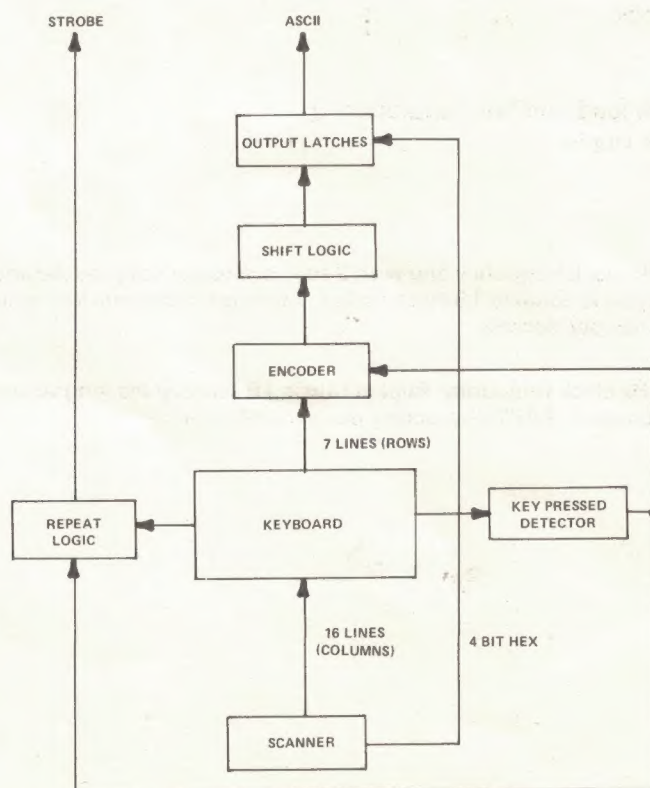 STROBE
ASCII
OUTPUT LATCHES
SHIFT LOGIC
ENCODER
7 LINES (ROWS)
KEYBOARD
REPEAT
LOGIC
KEY PRESSED
DETECTOR
16 LINES
(COLUMNS)
4 BIT HEX
SCANNER